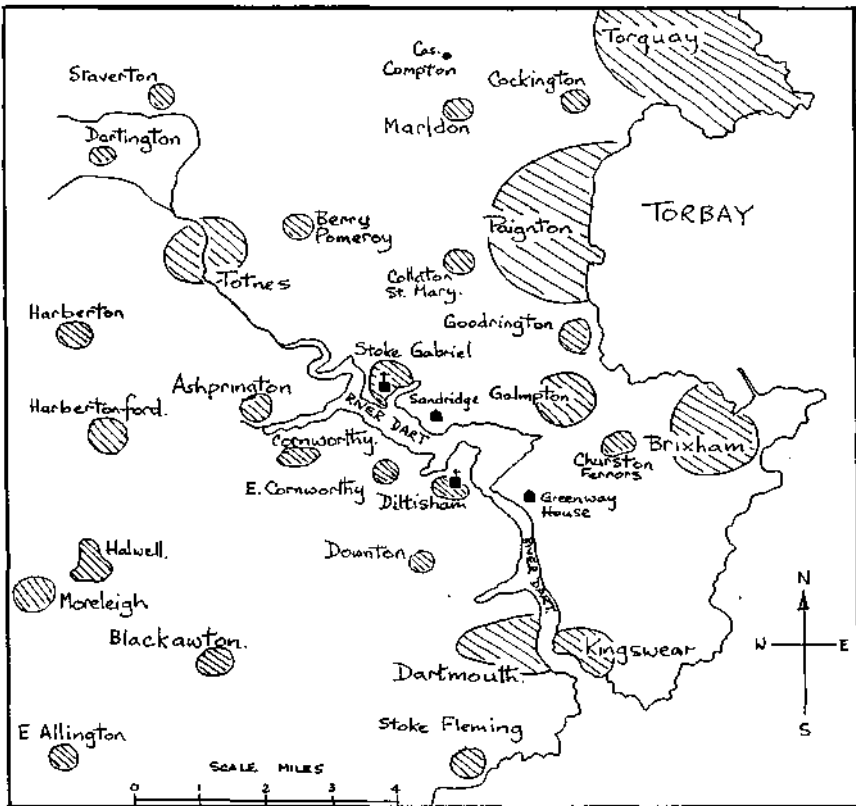 Torquay
Cas.
Compton
Cockington
Staverton
Marldon
Dartington
TORBAY
Berry
Pomeroy
Paignton
Collaton
St. Mary.
Totnes
Harberton
Goodrington
Stoke Gabriel
Ashprington
Sandridge
Galmpton
Harbertonford.
RIVER DART
Cornworthy.
Brixham.
Churston
Ferrors
E. Cornworthy
Dittisham
Greenway
House
Halwell.
Downton
RIVER DART.
Moreleigh
N
Blackawton.
Kingswear
W
E
Dartmouth.
S
E Allington
Stoke Fleming
SCALE MILES
0
1
2
3
4